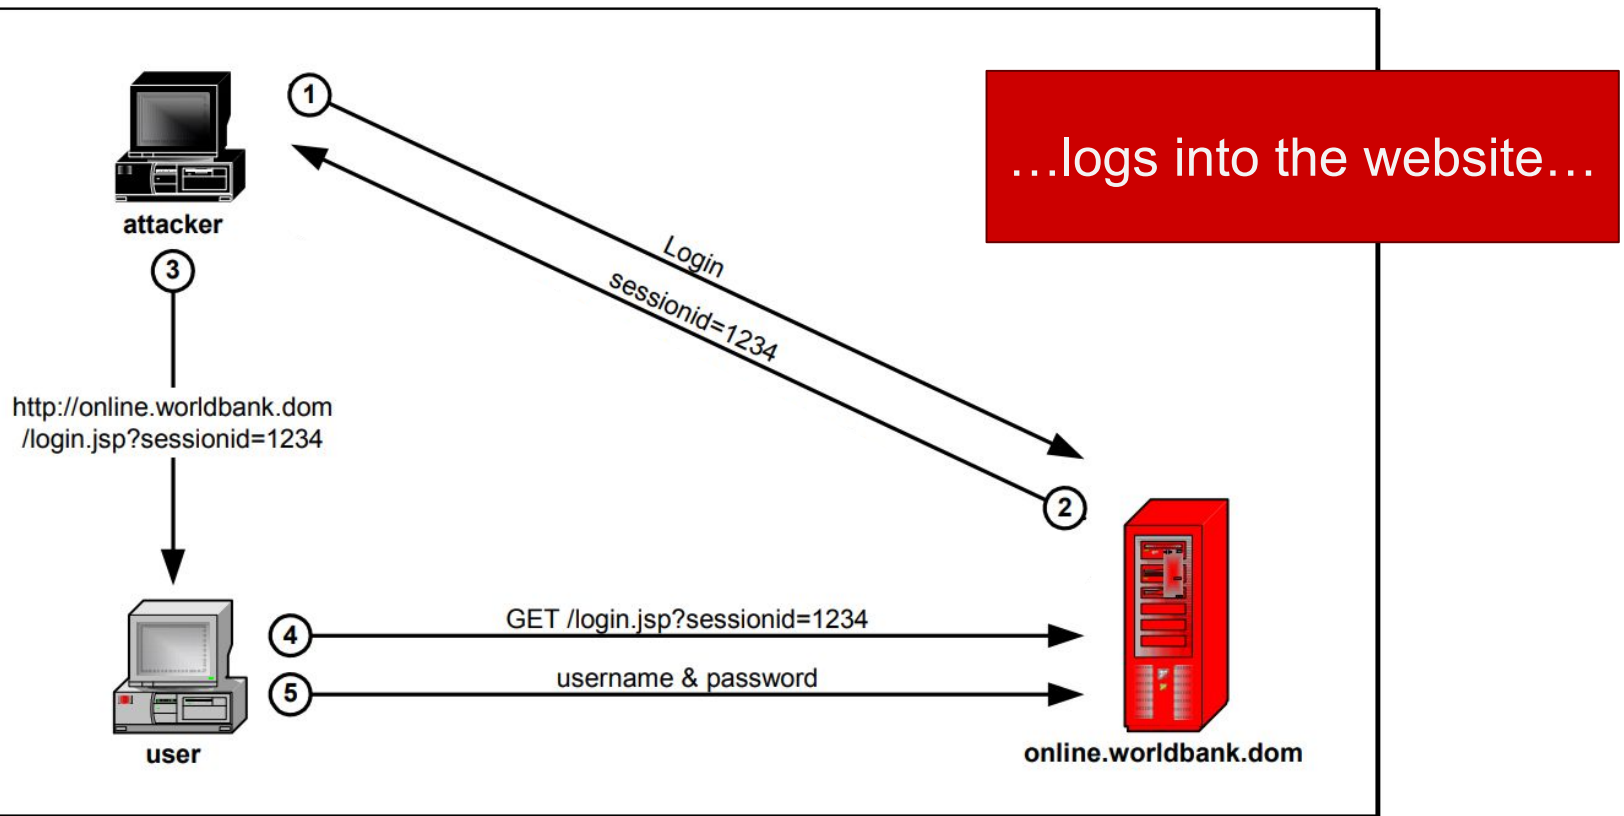 1
…logs into the website…
attacker
Login
3
sessionid=1234
http://online.worldbank.dom
/login.jsp?sessionid=1234
2
4
GET /login.jsp?sessionid=1234
5
username & password
user
online.worldbank.dom